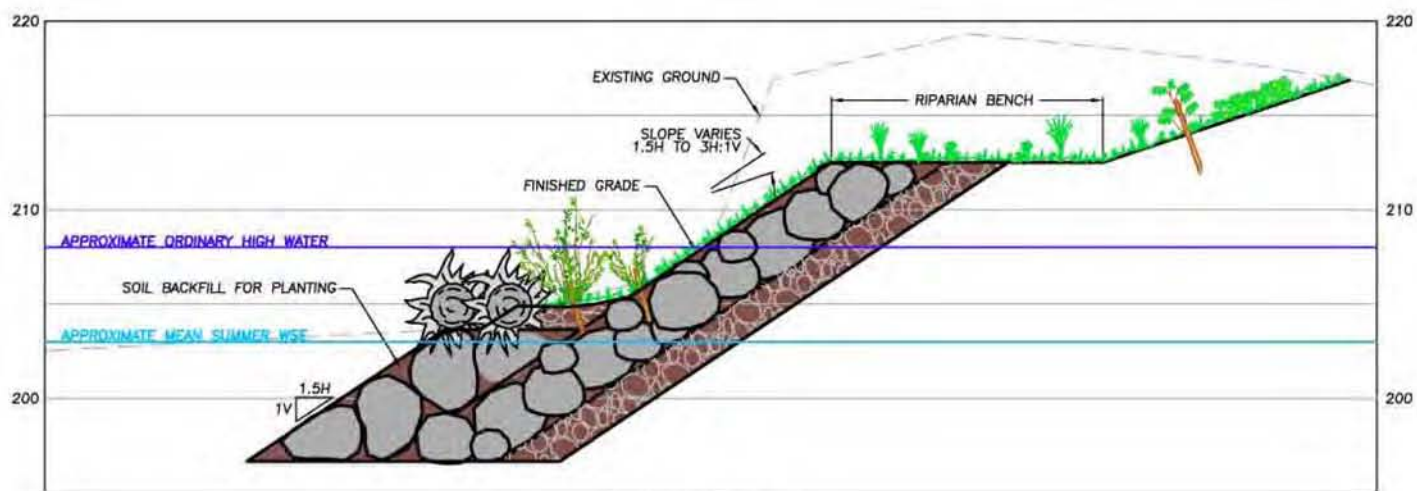 220
220
EXISTING GROUND
RIPARIAN BENCH
SLOPE VARIES
1.5H TO 3H:1V
FINISHED GRADE
210
210
APPROXIMATE ORDINARY HIGH WATER
SOIL BACKFILL FOR PLANTING
APPROXIMATE MEAN SUMMER WSE
1.5H
1V
200
200